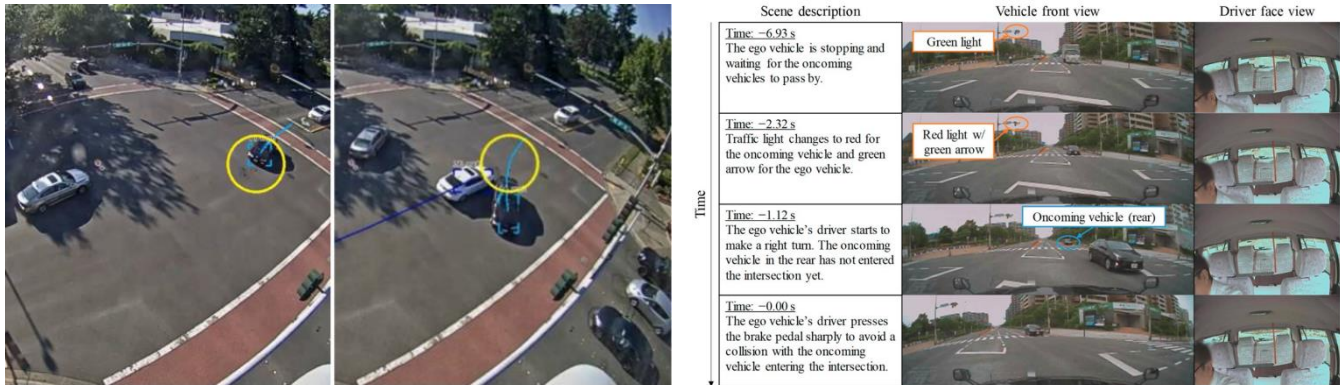 Scene description Vehicle front view Driver face view
Time
Time: −6.93 s
The ego vehicle is stopping and
waiting for the oncoming
vehicles to pass by.
Green light
Time: −2.32 s
Traffic light changes to red for
the oncoming vehicle and green
arrow for the ego vehicle.
Red light w/
green arrow
Time: −1.12 s
The ego vehicle's driver starts to
make a right turn. The oncoming
vehicle in the rear has not entered
the intersection yet.
Oncoming vehicle (rear)
Time: −0.00 s
The ego vehicle's driver presses
the brake pedal sharply to avoid a
collision with the oncoming
vehicle entering the intersection.